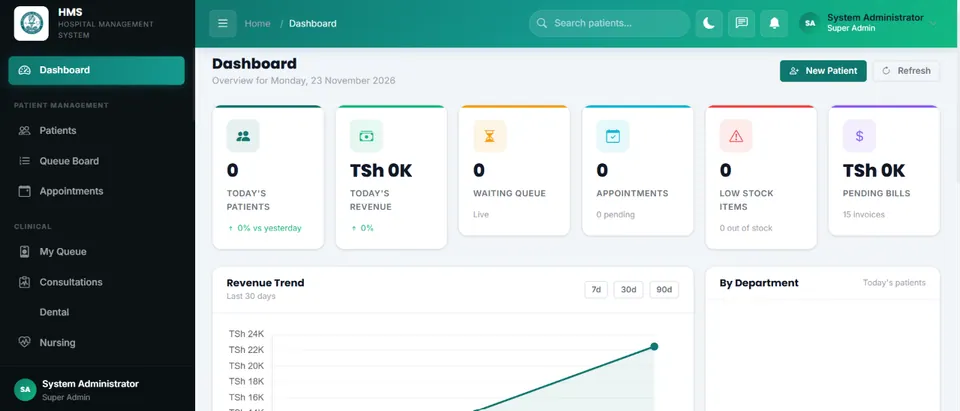 HMS
HOSPITAL MANAGEMENT
SYSTEM
Dashboard
PATIENT MANAGEMENT
Patients
Queue Board
Appointments
CLINICAL
My Queue
Consultations
Dental
Nursing
SA
System Administrator
Super Admin
Home / Dashboard
Search patients...
SA
System Administrator
Super Admin
Dashboard
Overview for Monday, 23 November 2026
New Patient
Refresh
0
TODAY'S
PATIENTS
↑ 0% vs yesterday
TSh 0K
TODAY'S
REVENUE
↑ 0%
0
WAITING QUEUE
Live
0
APPOINTMENTS
0 pending
0
LOW STOCK
ITEMS
0 out of stock
$
TSh 0K
PENDING BILLS
15 invoices
Revenue Trend
Last 30 days
7d
30d
90d
TSh 24K
TSh 22K
TSh 20K
TSh 18K
TSh 16K
By Department
Today's patients